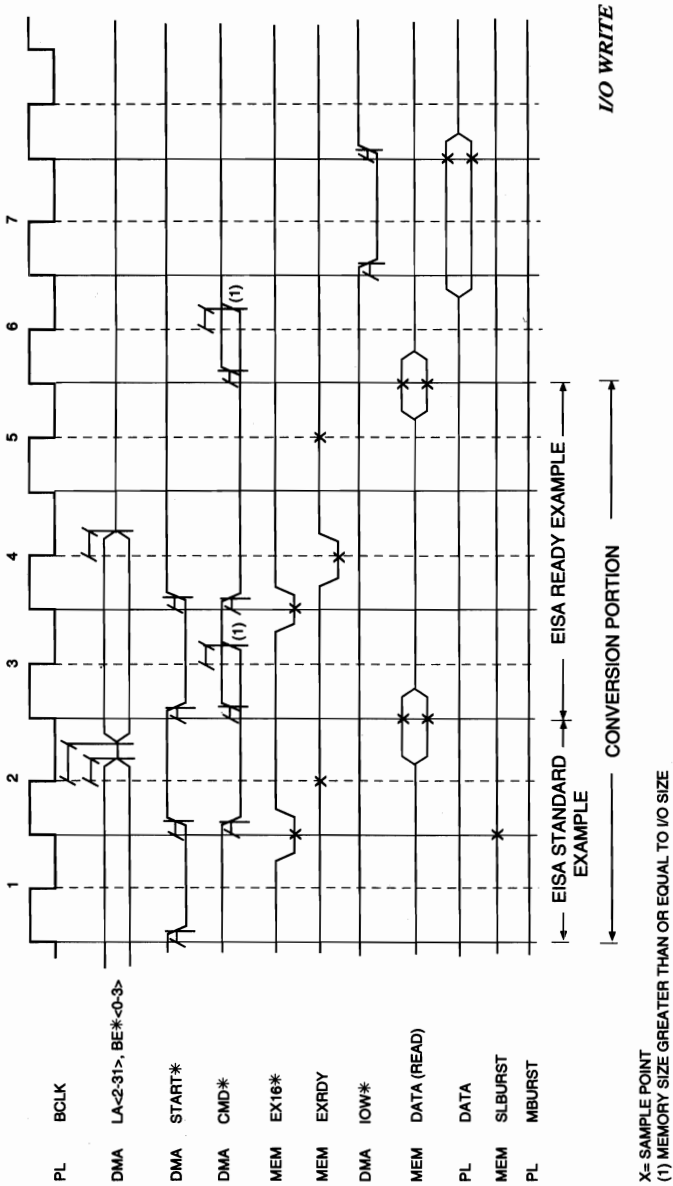 1 2 3 4 5 6 7
PL BCLK
DMA LA<2-31>, BE*<0-3>
DMA START*
DMA CMD*
(1) (1)
MEM EX16*
MEM EXRDY
DMA IOW*
MEM DATA (READ)
PL DATA
MEM SLBURST
PL MBURST
EISA STANDARD
EXAMPLE
EISA READY EXAMPLE
CONVERSION PORTION
I/O WRITE
X= SAMPLE POINT
(1) MEMORY SIZE GREATER THAN OR EQUAL TO I/O SIZE